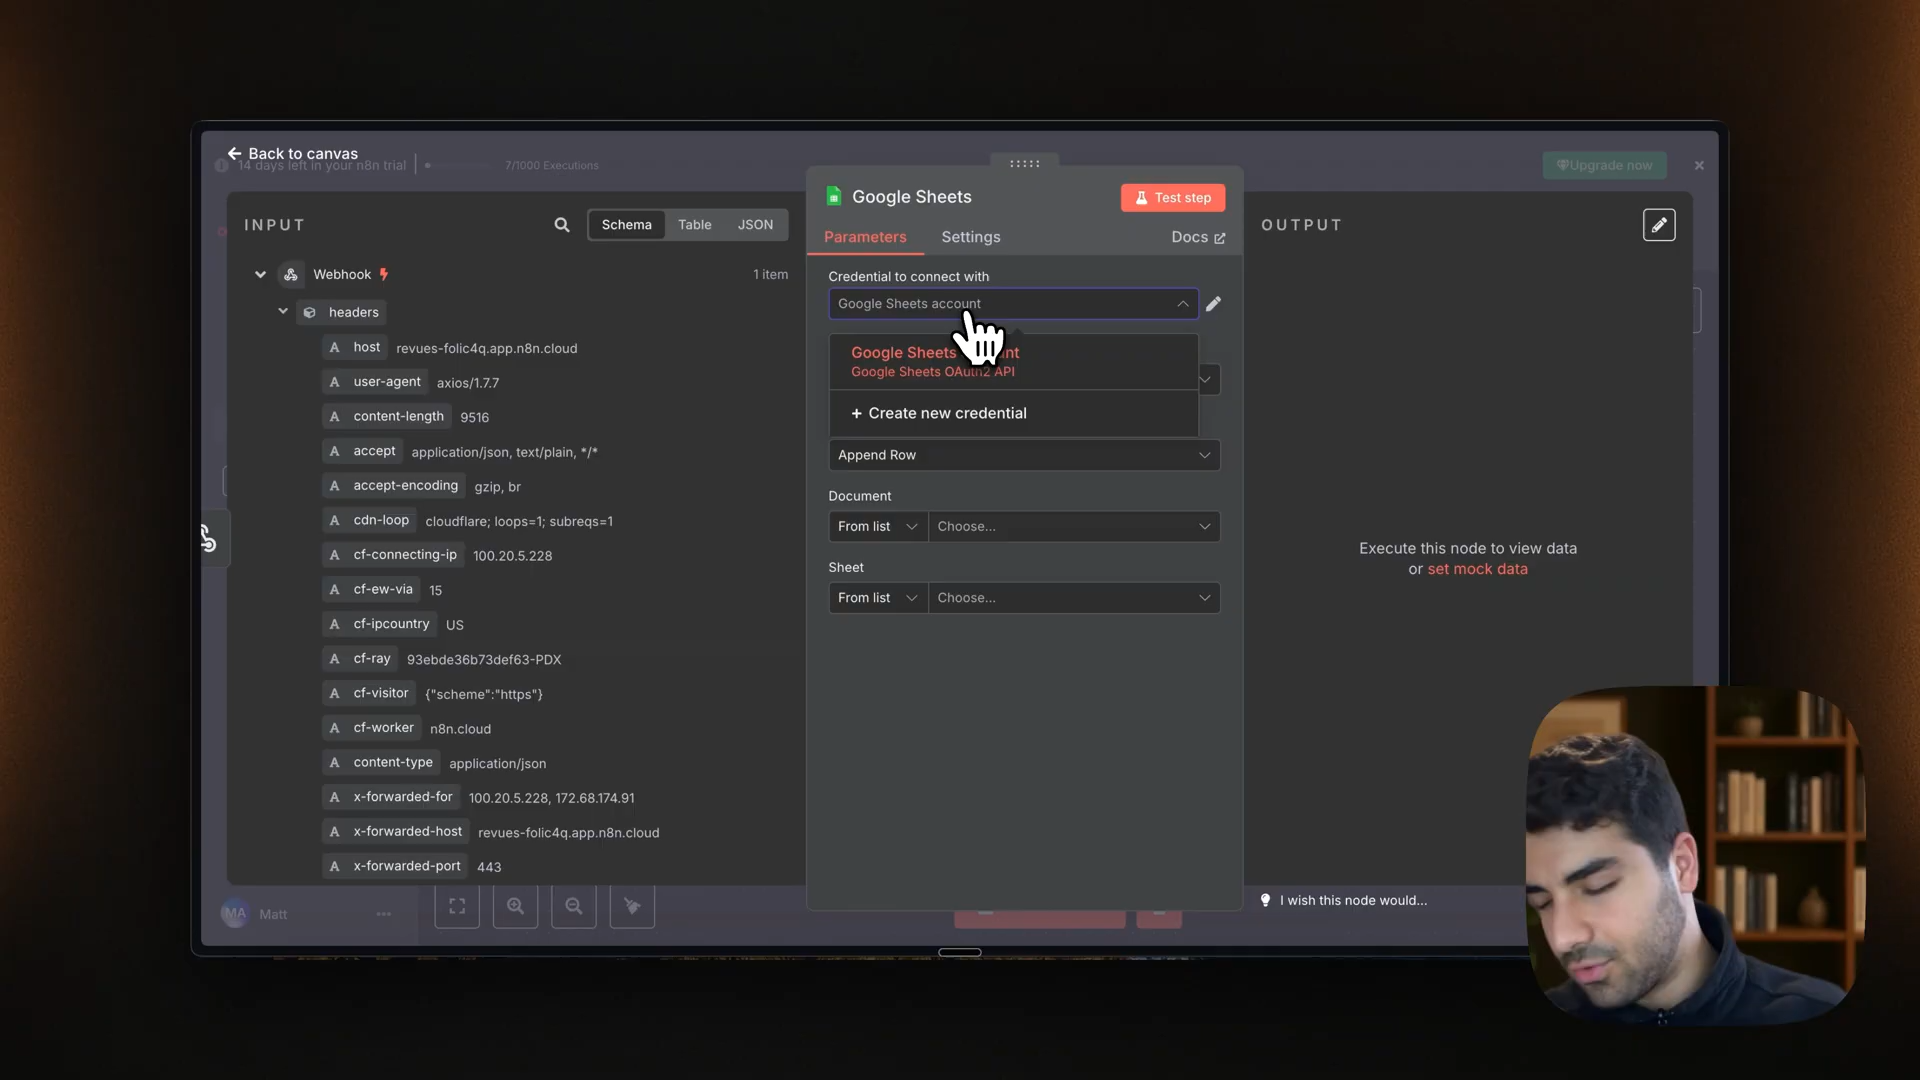 Back to canvas
14 days left in your n8n trial
7/1000 Executions
Upgrade now
INPUT
Schema
Table
JSON
Webhook
1 item
headers
host revues-folic4q.app.n8n.cloud
user-agent axios/1.7.7
content-length 9516
accept application/json, text/plain, */*
accept-encoding gzip, br
cdn-loop cloudflare; loops=1; subreqs=1
cf-connecting-ip 100.20.5.228
cf-ew-via 15
cf-ipcountry US
cf-ray 93ebde36b73def63-PDX
cf-visitor {"scheme":"https"}
cf-worker n8n.cloud
content-type application/json
x-forwarded-for 100.20.5.228, 172.68.174.91
x-forwarded-host revues-folic4q.app.n8n.cloud
x-forwarded-port 443
MA
Matt
Google Sheets
Test step
Parameters
Settings
Docs
Credential to connect with
Google Sheets account
Google Sheets
Google Sheets OAuth2 API
+ Create new credential
Append Row
Document
From list
Choose...
Sheet
From list
Choose...
OUTPUT
Execute this node to view data
or set mock data
I wish this node would...